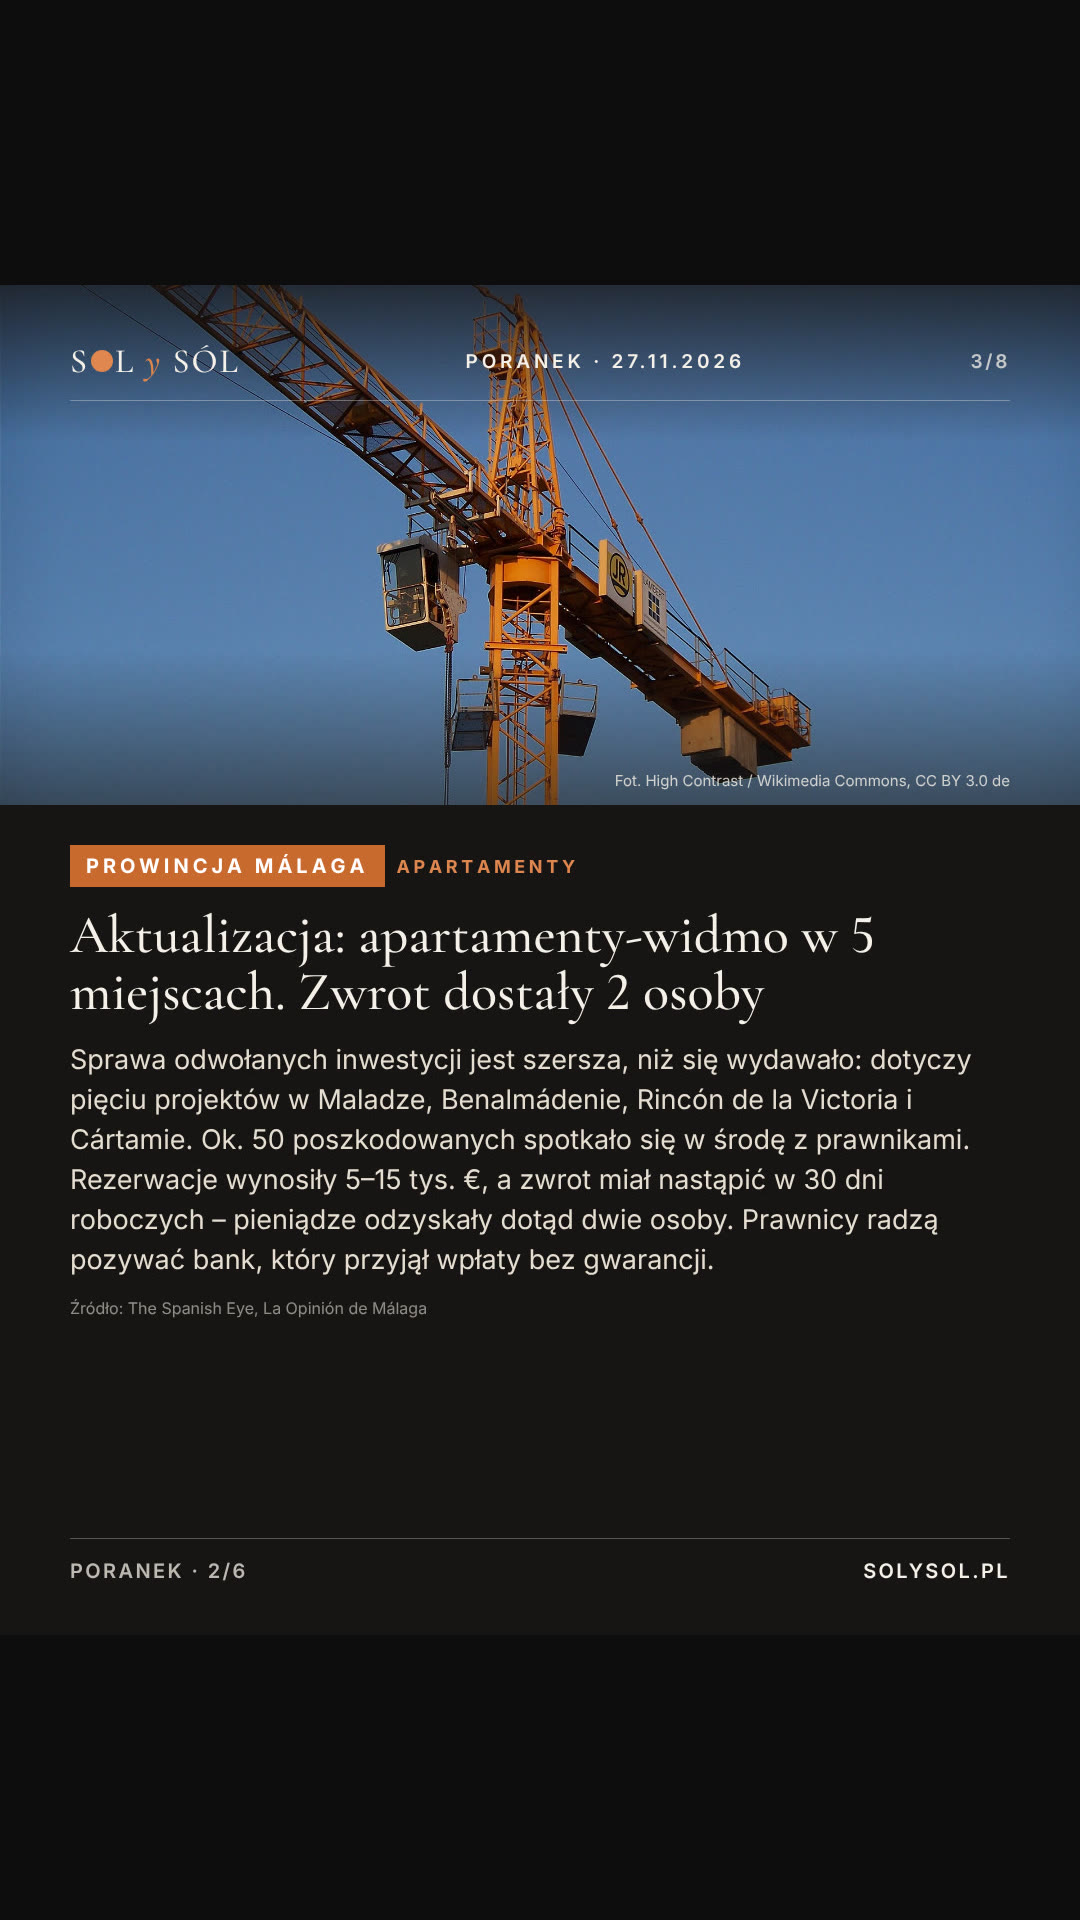 SOL y SÓL
PORANEK · 27.11.2026
3/8
JR
Fot. High Contrast / Wikimedia Commons, CC BY 3.0 de
PROWINCJA MÁLAGA
APARTAMENTY
Aktualizacja: apartamenty-widmo w 5
miejscach. Zwrot dostały 2 osoby
Sprawa odwołanych inwestycji jest szersza, niż się wydawało: dotyczy
pięciu projektów w Maladze, Benalmádenie, Rincón de la Victoria i
Cártamie. Ok. 50 poszkodowanych spotkało się w środę z prawnikami.
Rezerwacje wynosiły 5–15 tys. €, a zwrot miał nastąpić w 30 dni
roboczych – pieniądze odzyskały dotąd dwie osoby. Prawnicy radzą
pozywać bank, który przyjął wpłaty bez gwarancji.
Źródło: The Spanish Eye, La Opinión de Málaga
PORANEK · 2/6
SOLYSOL.PL